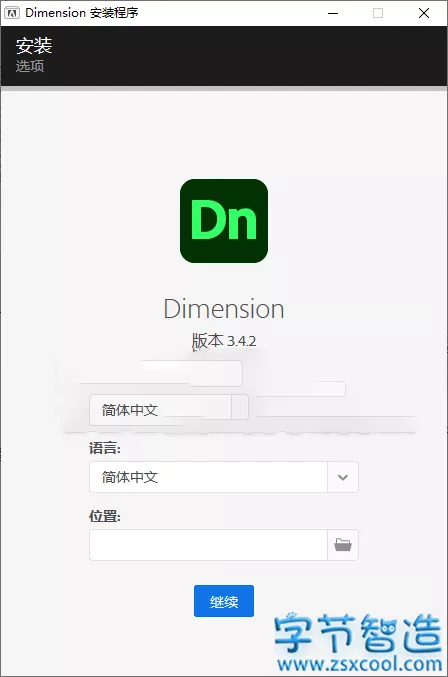 Dimension 安装程序
安装
选项
Dn
Dimension
版本 3.4.2
简体中文
语言:
简体中文
位置:
继续
字节智造
www.zsxcool.com